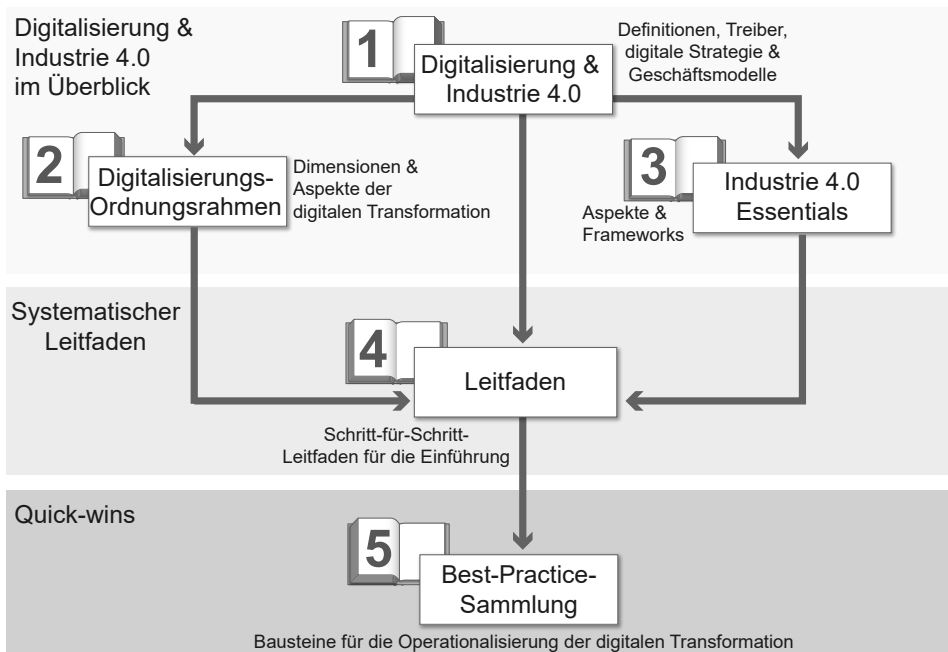 Digitalisierung &
Industrie 4.0
im Überblick
1
Digitalisierung &
Industrie 4.0
Definitionen, Treiber,
digitale Strategie &
Geschäftsmodelle
2
Digitalisierungs-
Ordnungsrahmen
Dimensionen &
Aspekte der
digitalen Transformation
3
Industrie 4.0
Essentials
Aspekte &
Frameworks
Systematischer
Leitfaden
4
Leitfaden
Schritt-für-Schritt-
Leitfaden für die Einführung
Quick-wins
5
Best-Practice-
Sammlung
Bausteine für die Operationalisierung der digitalen Transformation